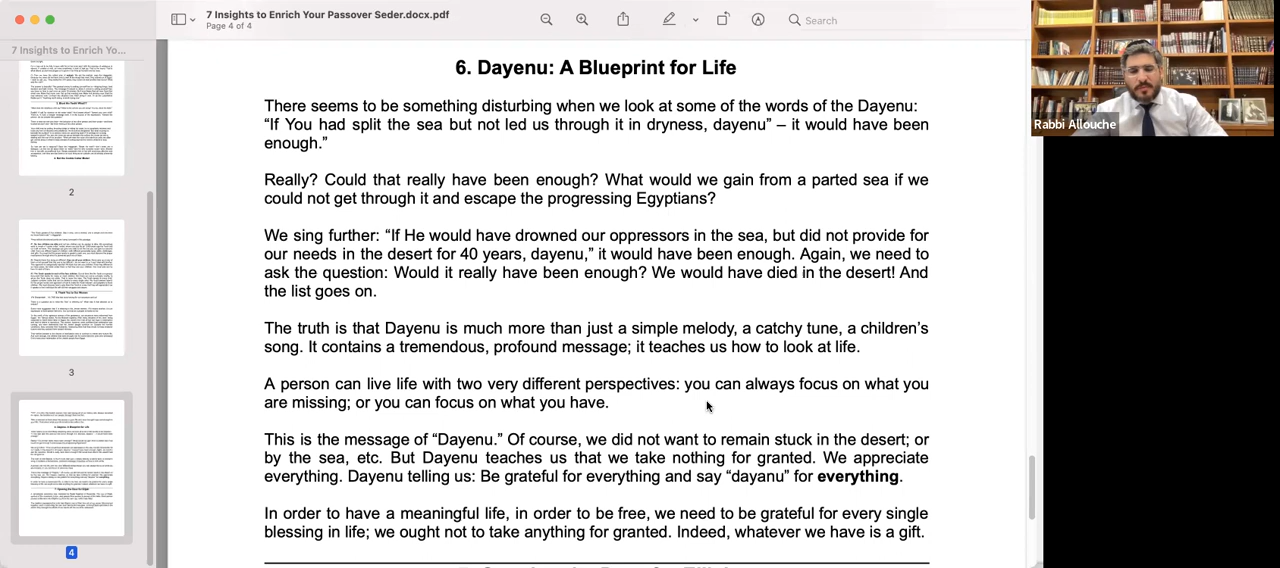 7 Insights to Enrich Your Passover Seder.docx.pdf
Page 4 of 4
Search
7 Insights to Enrich Yo...
2
3
4
Rabbi Allouche
6. Dayenu: A Blueprint for Life
There seems to be something disturbing when we look at some of the words of the Dayenu:
“If You had split the sea but not led us through it in dryness, dayenu” – it would have been
enough.”
Really? Could that really have been enough? What would we gain from a parted sea if we
could not get through it and escape the progressing Egyptians?
We sing further: “If He would have drowned our oppressors in the sea, but did not provide for
our needs in the desert for 40 years, dayenu,” it would have been enough. Again, we need to
ask the question: Would it really have been enough? We would have died in the desert! And
the list goes on.
The truth is that Dayenu is much more than just a simple melody, a catchy tune, a children’s
song. It contains a tremendous, profound message; it teaches us how to look at life.
A person can live life with two very different perspectives: you can always focus on what you
are missing; or you can focus on what you have.
This is the message of “Dayenu.” Of course, we did not want to remain stuck in the desert; or
by the sea, etc. But Dayenu teaches us that we take nothing for granted. We appreciate
everything. Dayenu telling us: Be grateful for everything and say “dayanu” for everything.
In order to have a meaningful life, in order to be free, we need to be grateful for every single
blessing in life; we ought not to take anything for granted. Indeed, whatever we have is a gift.